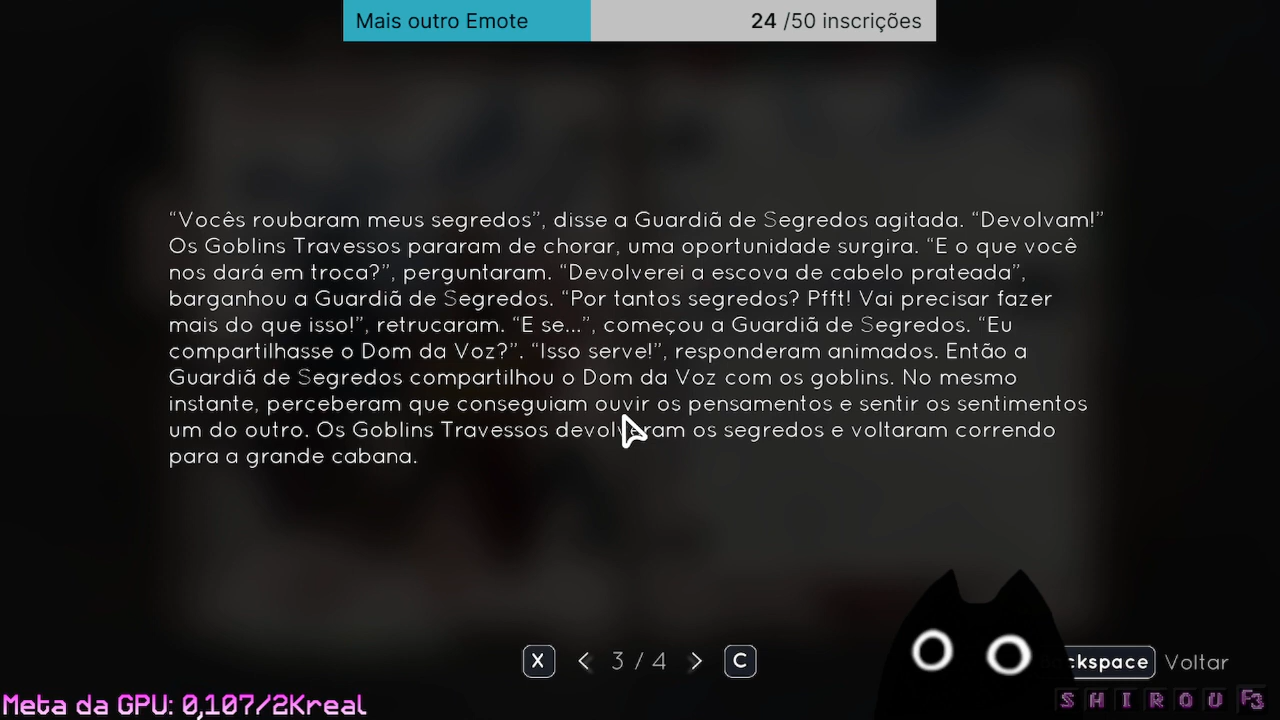 Mais outro Emote 24 /50 inscrições
“Vocês roubaram meus segredos”, disse a Guardiã de Segredos agitada. “Devolvam!”
Os Goblins Travessos pararam de chorar, uma oportunidade surgira. “E o que você
nos dará em troca?”, perguntaram. “Devolverei a escova de cabelo prateada”,
barganhou a Guardiã de Segredos. “Por tantos segredos? Pfft! Vai precisar fazer
mais do que isso!”, retrucaram. “E se...”, começou a Guardiã de Segredos. “Eu
compartilhasse o Dom da Voz?”. “Isso serve!”, responderam animados. Então a
Guardiã de Segredos compartilhou o Dom da Voz com os goblins. No mesmo
instante, perceberam que conseguiam ouvir os pensamentos e sentir os sentimentos
um do outro. Os Goblins Travessos devolveram os segredos e voltaram correndo
para a grande cabana.
X < 3 / 4 > C
ckspace Voltar
Meta da GPU: 0,107/2Kreal
SHIROU F3